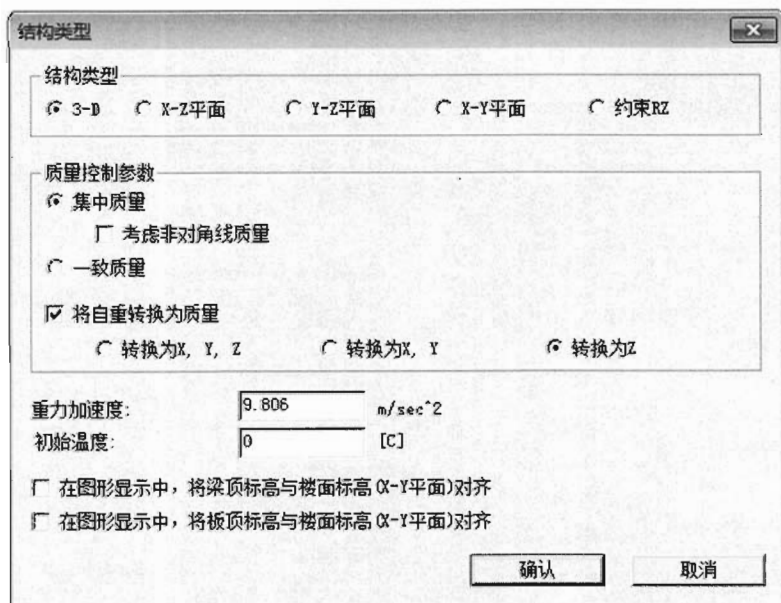 结构类型
结构类型
3-D X-Z平面 Y-Z平面 X-Y平面 约束RZ
质量控制参数
集中质量
考虑非对角线质量
一致质量
将自重转换为质量
转换为X, Y, Z 转换为X, Y 转换为Z
重力加速度: 9.806 m/sec^2
初始温度: 0 [C]
在图形显示中，将梁顶标高与楼面标高(X-Y平面)对齐
在图形显示中，将板顶标高与楼面标高(X-Y平面)对齐
确认 取消